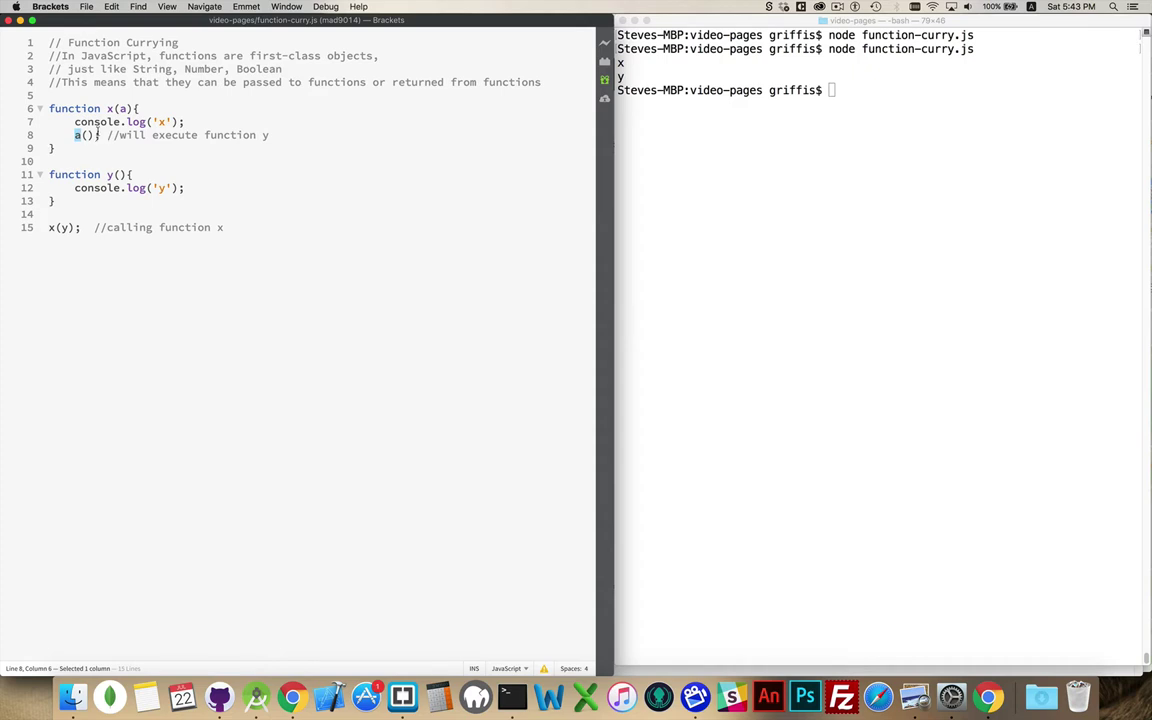 Brackets File Edit Find View Navigate Emmet Window Debug Help
100% A Sat 5:43 PM
video-pages/function-curry.js (mad9014) — Brackets
video-pages — -bash — 79×46
1 // Function Currying
2 //In JavaScript, functions are first-class objects,
3 // just like String, Number, Boolean
4 //This means that they can be passed to functions or returned from functions
5
6 function x(a){
7 console.log('x');
8 a(); //will execute function y
9 }
10
11 function y(){
12 console.log('y');
13 }
14
15 x(y); //calling function x
Steves-MBP:video-pages griffis$ node function-curry.js
Steves-MBP:video-pages griffis$ node function-curry.js
x
y
Steves-MBP:video-pages griffis$
Line 8, Column 6 — Selected 1 column — 15 Lines
INS JavaScript Spaces: 4
JUL
22
1
W
X
S
An
Ps
Fz